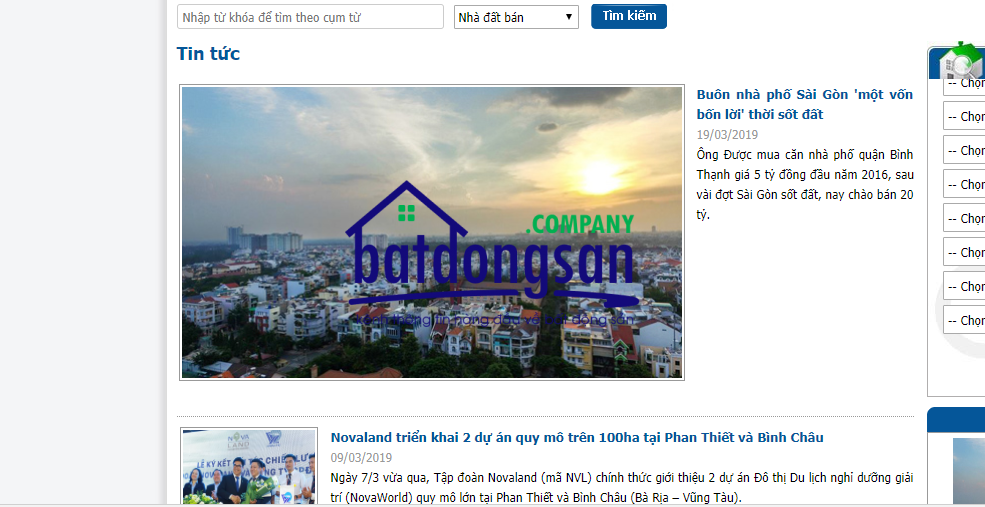 Nhập từ khóa để tìm theo cụm từ
Nhà đất bán
Tìm kiếm
Tin tức
.COMPANY
batdongsan
Buôn nhà phố Sài Gòn 'một vốn
bốn lời' thời sốt đất
19/03/2019
Ông Được mua căn nhà phố quận Bình
Thạnh giá 5 tỷ đồng đầu năm 2016, sau
vài đợt Sài Gòn sốt đất, nay chào bán 20
tỷ.
-- Chọn
-- Chọn
-- Chọn
-- Chọn
-- Chọn
-- Chọn
-- Chọn
-- Chọn
NOVALAND
LỄ KÝ KẾT
Novaland triển khai 2 dự án quy mô trên 100ha tại Phan Thiết và Bình Châu
09/03/2019
Ngày 7/3 vừa qua, Tập đoàn Novaland (mã NVL) chính thức giới thiệu 2 dự án Đô thị Du lịch nghỉ dưỡng giải
trí (NovaWorld) quy mô lớn tại Phan Thiết và Bình Châu (Bà Rịa – Vũng Tàu).